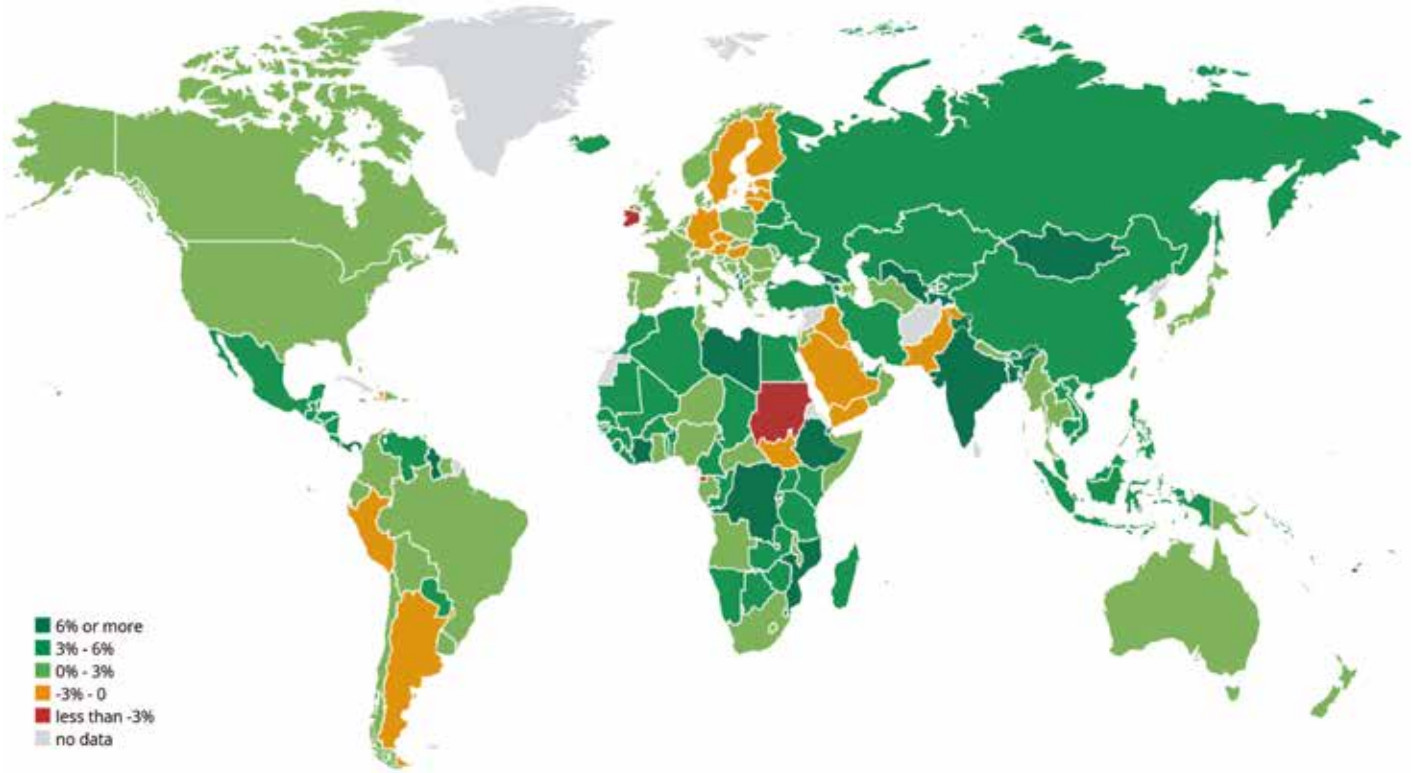 6% or more
3% - 6%
0% - 3%
-3% - 0
less than -3%
no data